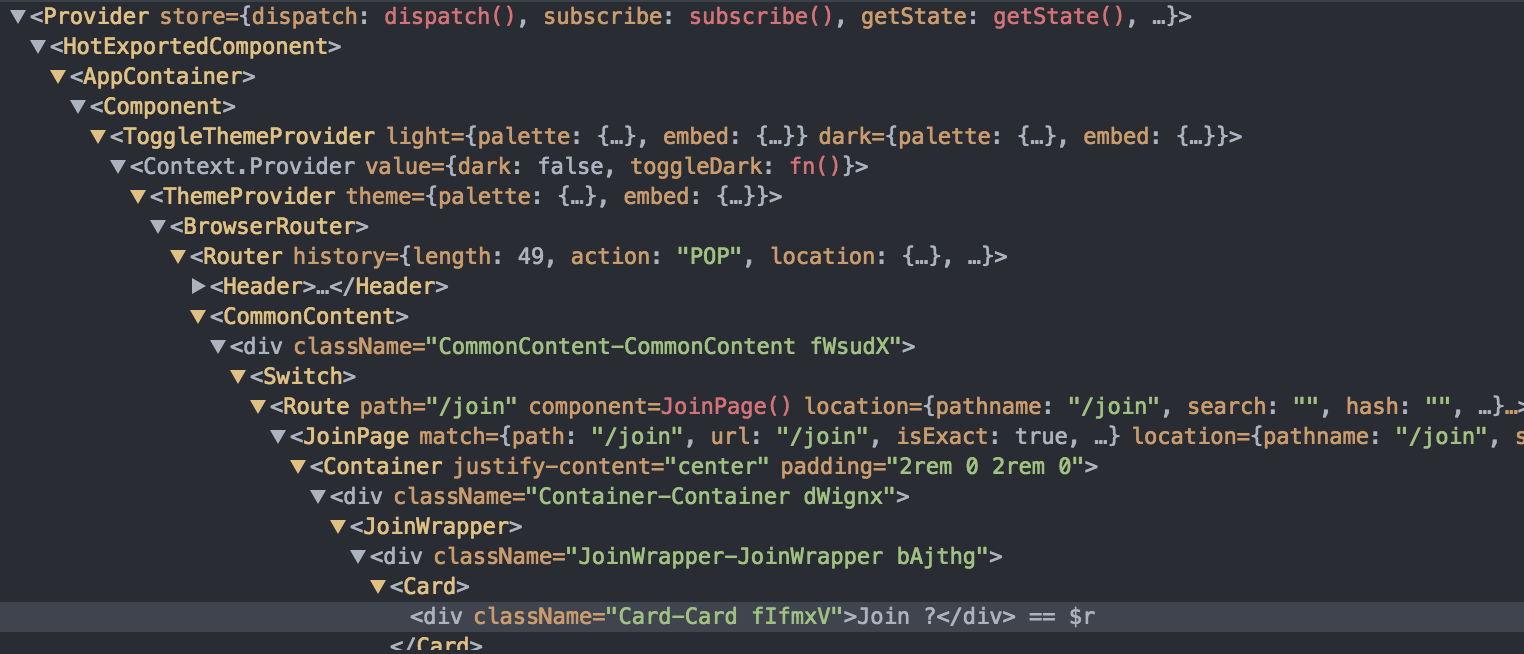 ▼<Provider store={dispatch: dispatch(), subscribe: subscribe(), getState: getState(), …}>
▼<HotExportedComponent>
▼<AppContainer>
▼<Component>
▼<ToggleThemeProvider light={palette: {…}, embed: {…}} dark={palette: {…}, embed: {…}}>
▼<Context.Provider value={dark: false, toggleDark: fn()}>
▼<ThemeProvider theme={palette: {…}, embed: {…}}>
▼<BrowserRouter>
▼<Router history={length: 49, action: "POP", location: {…}, …}>
▶<Header>…</Header>
▼<CommonContent>
▼<div className="CommonContent-CommonContent fWsudX">
▼<Switch>
▼<Route path="/join" component=JoinPage() location={pathname: "/join", search: "", hash: "", …}…>
▼<JoinPage match={path: "/join", url: "/join", isExact: true, …} location={pathname: "/join", s
▼<Container justify-content="center" padding="2rem 0 2rem 0">
▼<div className="Container-Container dWignx">
▼<JoinWrapper>
▼<div className="JoinWrapper-JoinWrapper bAjthg">
▼<Card>
<div className="Card-Card fIfmxV">Join ?</div> == $r
</Card>